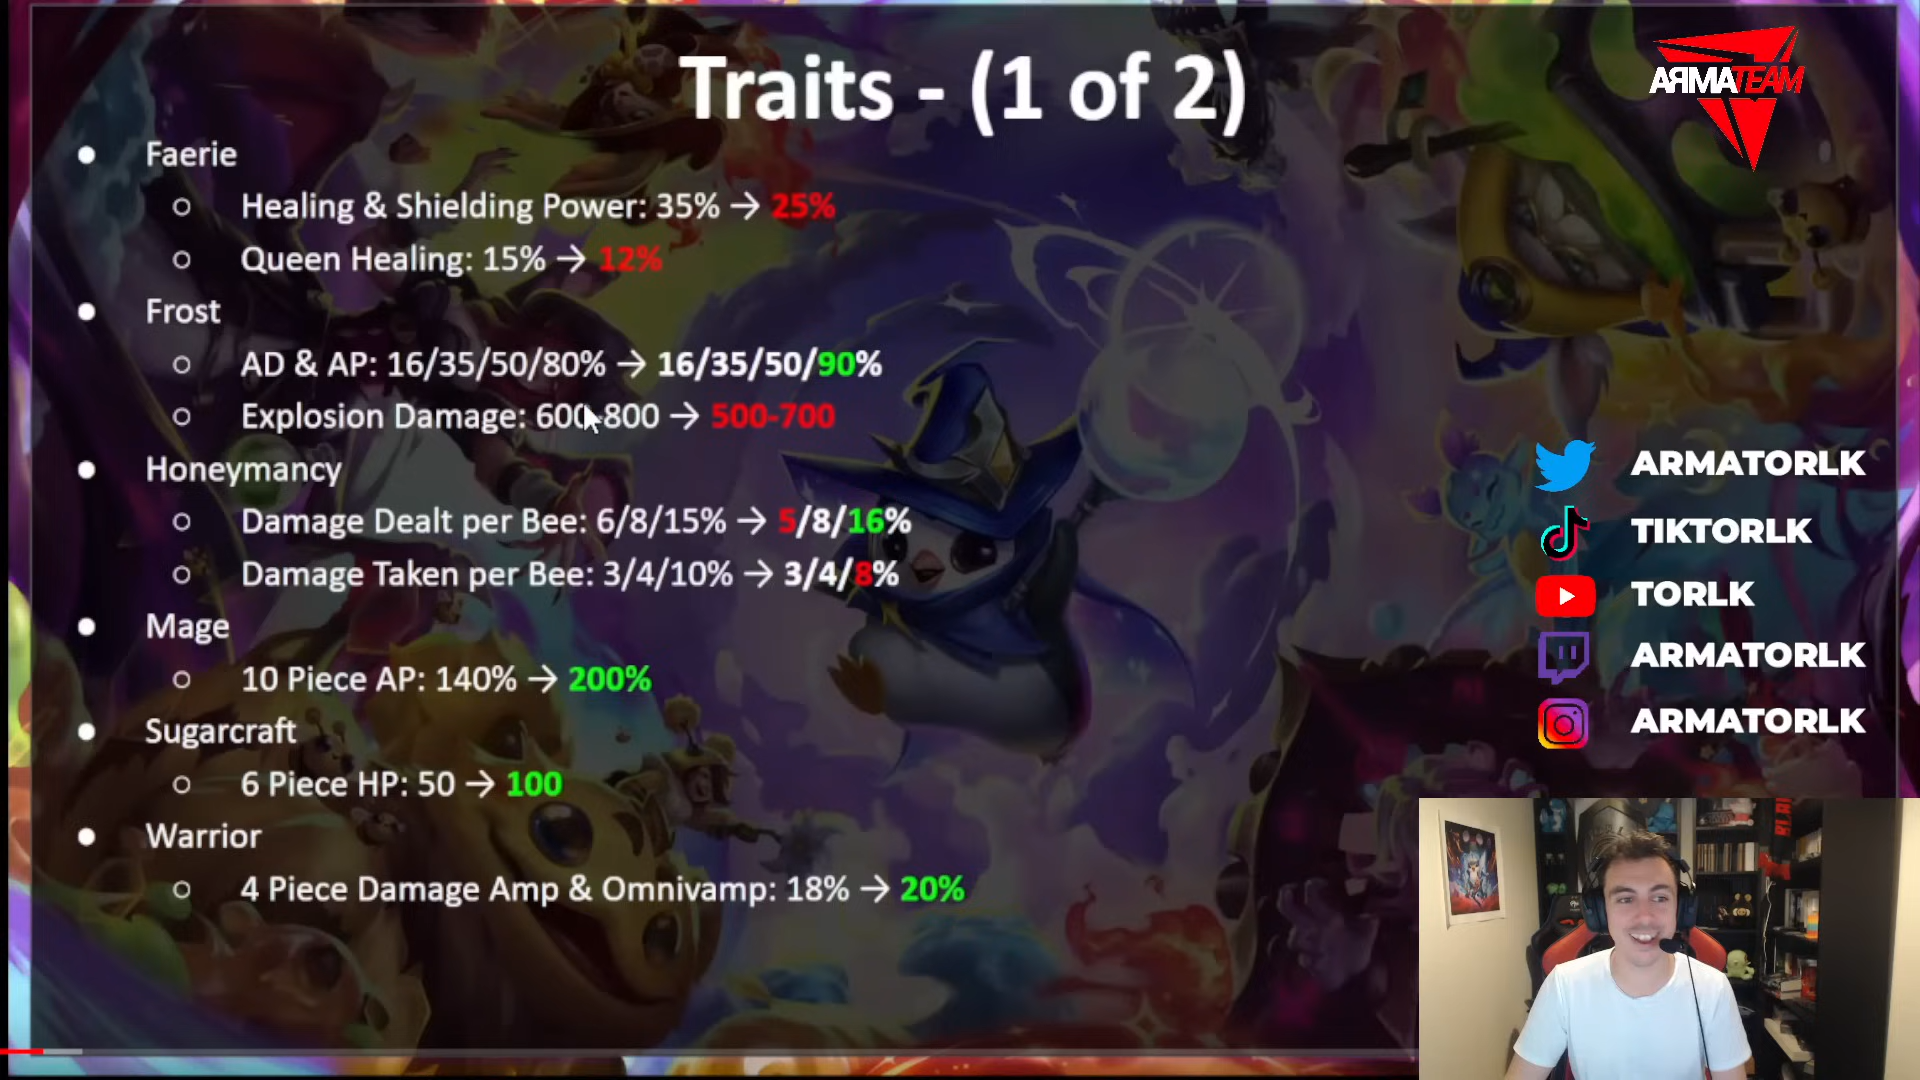 Traits - (1 of 2)
ARMATEAM
Faerie
Healing & Shielding Power: 35% → 25%
Queen Healing: 15% → 12%
Frost
AD & AP: 16/35/50/80% → 16/35/50/90%
Explosion Damage: 600-800 → 500-700
Honeymancy
Damage Dealt per Bee: 6/8/15% → 5/8/16%
Damage Taken per Bee: 3/4/10% → 3/4/8%
Mage
10 Piece AP: 140% → 200%
Sugarcraft
6 Piece HP: 50 → 100
Warrior
4 Piece Damage Amp & Omnivamp: 18% → 20%
ARMATORLK
TIKTORLK
TORLK
ARMATORLK
ARMATORLK